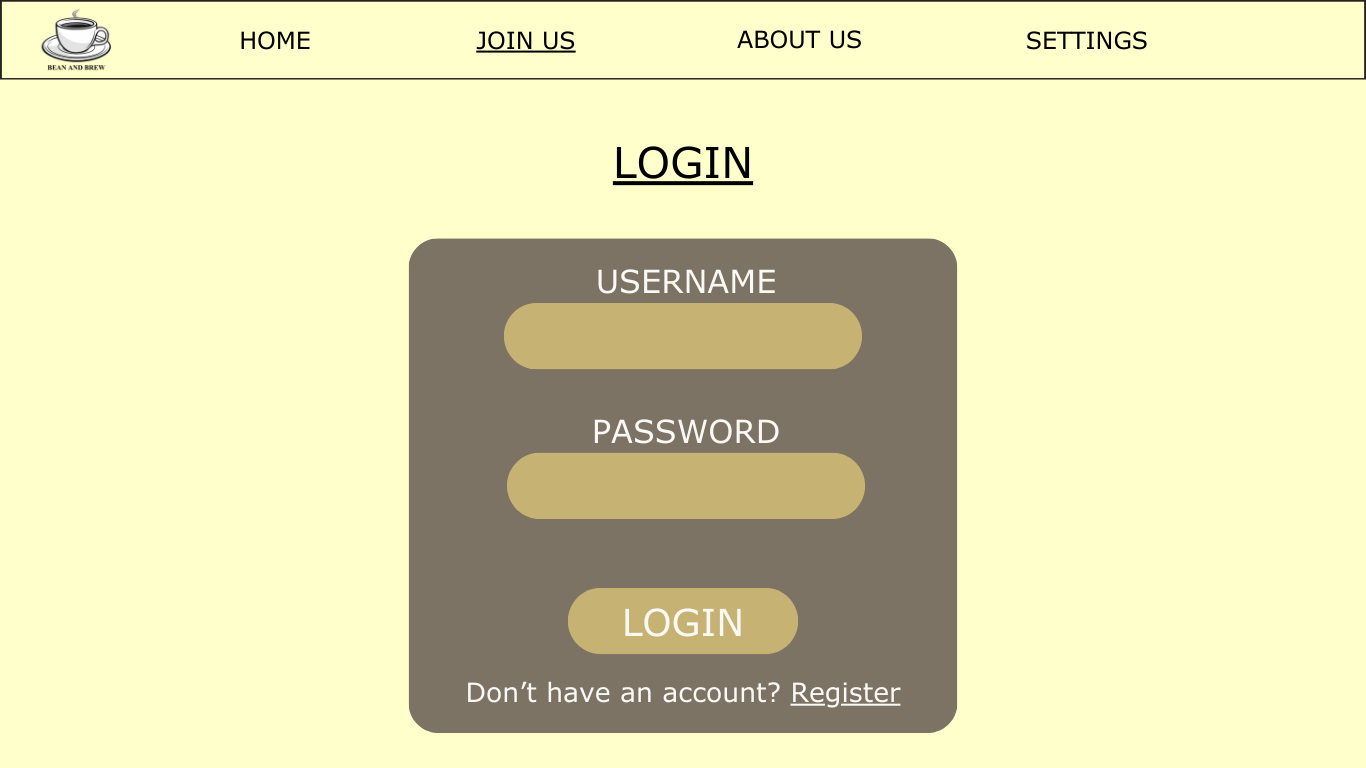 HOME
JOIN US
ABOUT US
SETTINGS
BEAN AND BREW
LOGIN
USERNAME
PASSWORD
LOGIN
Don’t have an account? Register